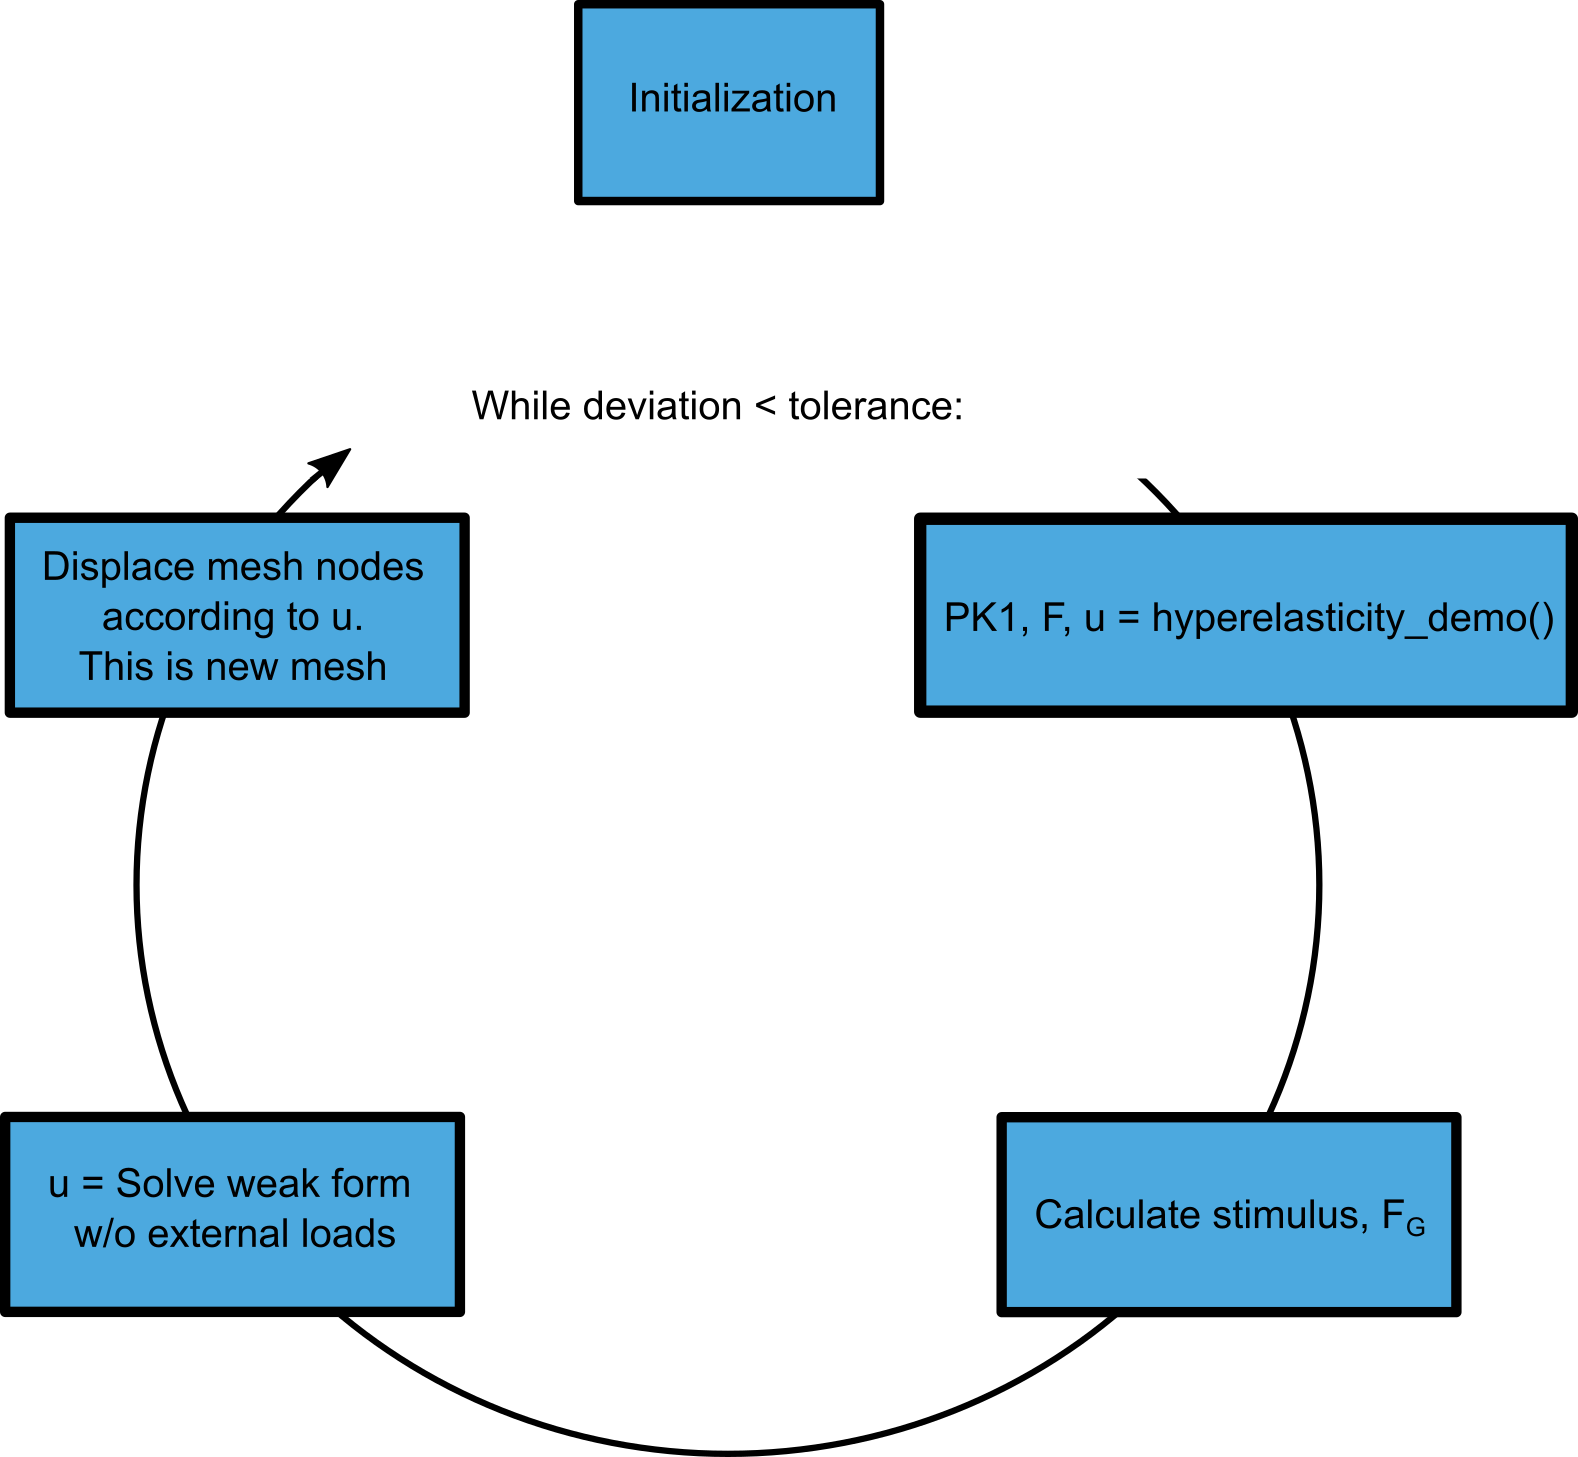 Initialization
While deviation < tolerance:
PK1, F, u = hyperelasticity_demo()
Calculate stimulus, F_G
u = Solve weak form
w/o external loads
Displace mesh nodes
according to u.
This is new mesh